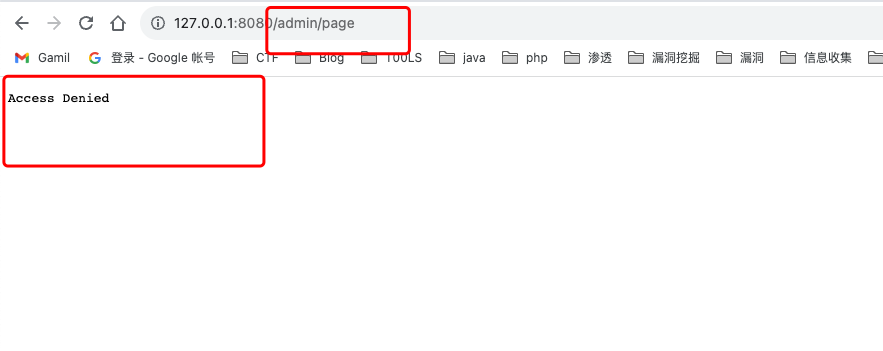 127.0.0.1:8080/admin/page
Gamil 登录 - Google 帐号 CTF Blog TOOLS java php 渗透 漏洞挖掘 漏洞 信息收集
Access Denied